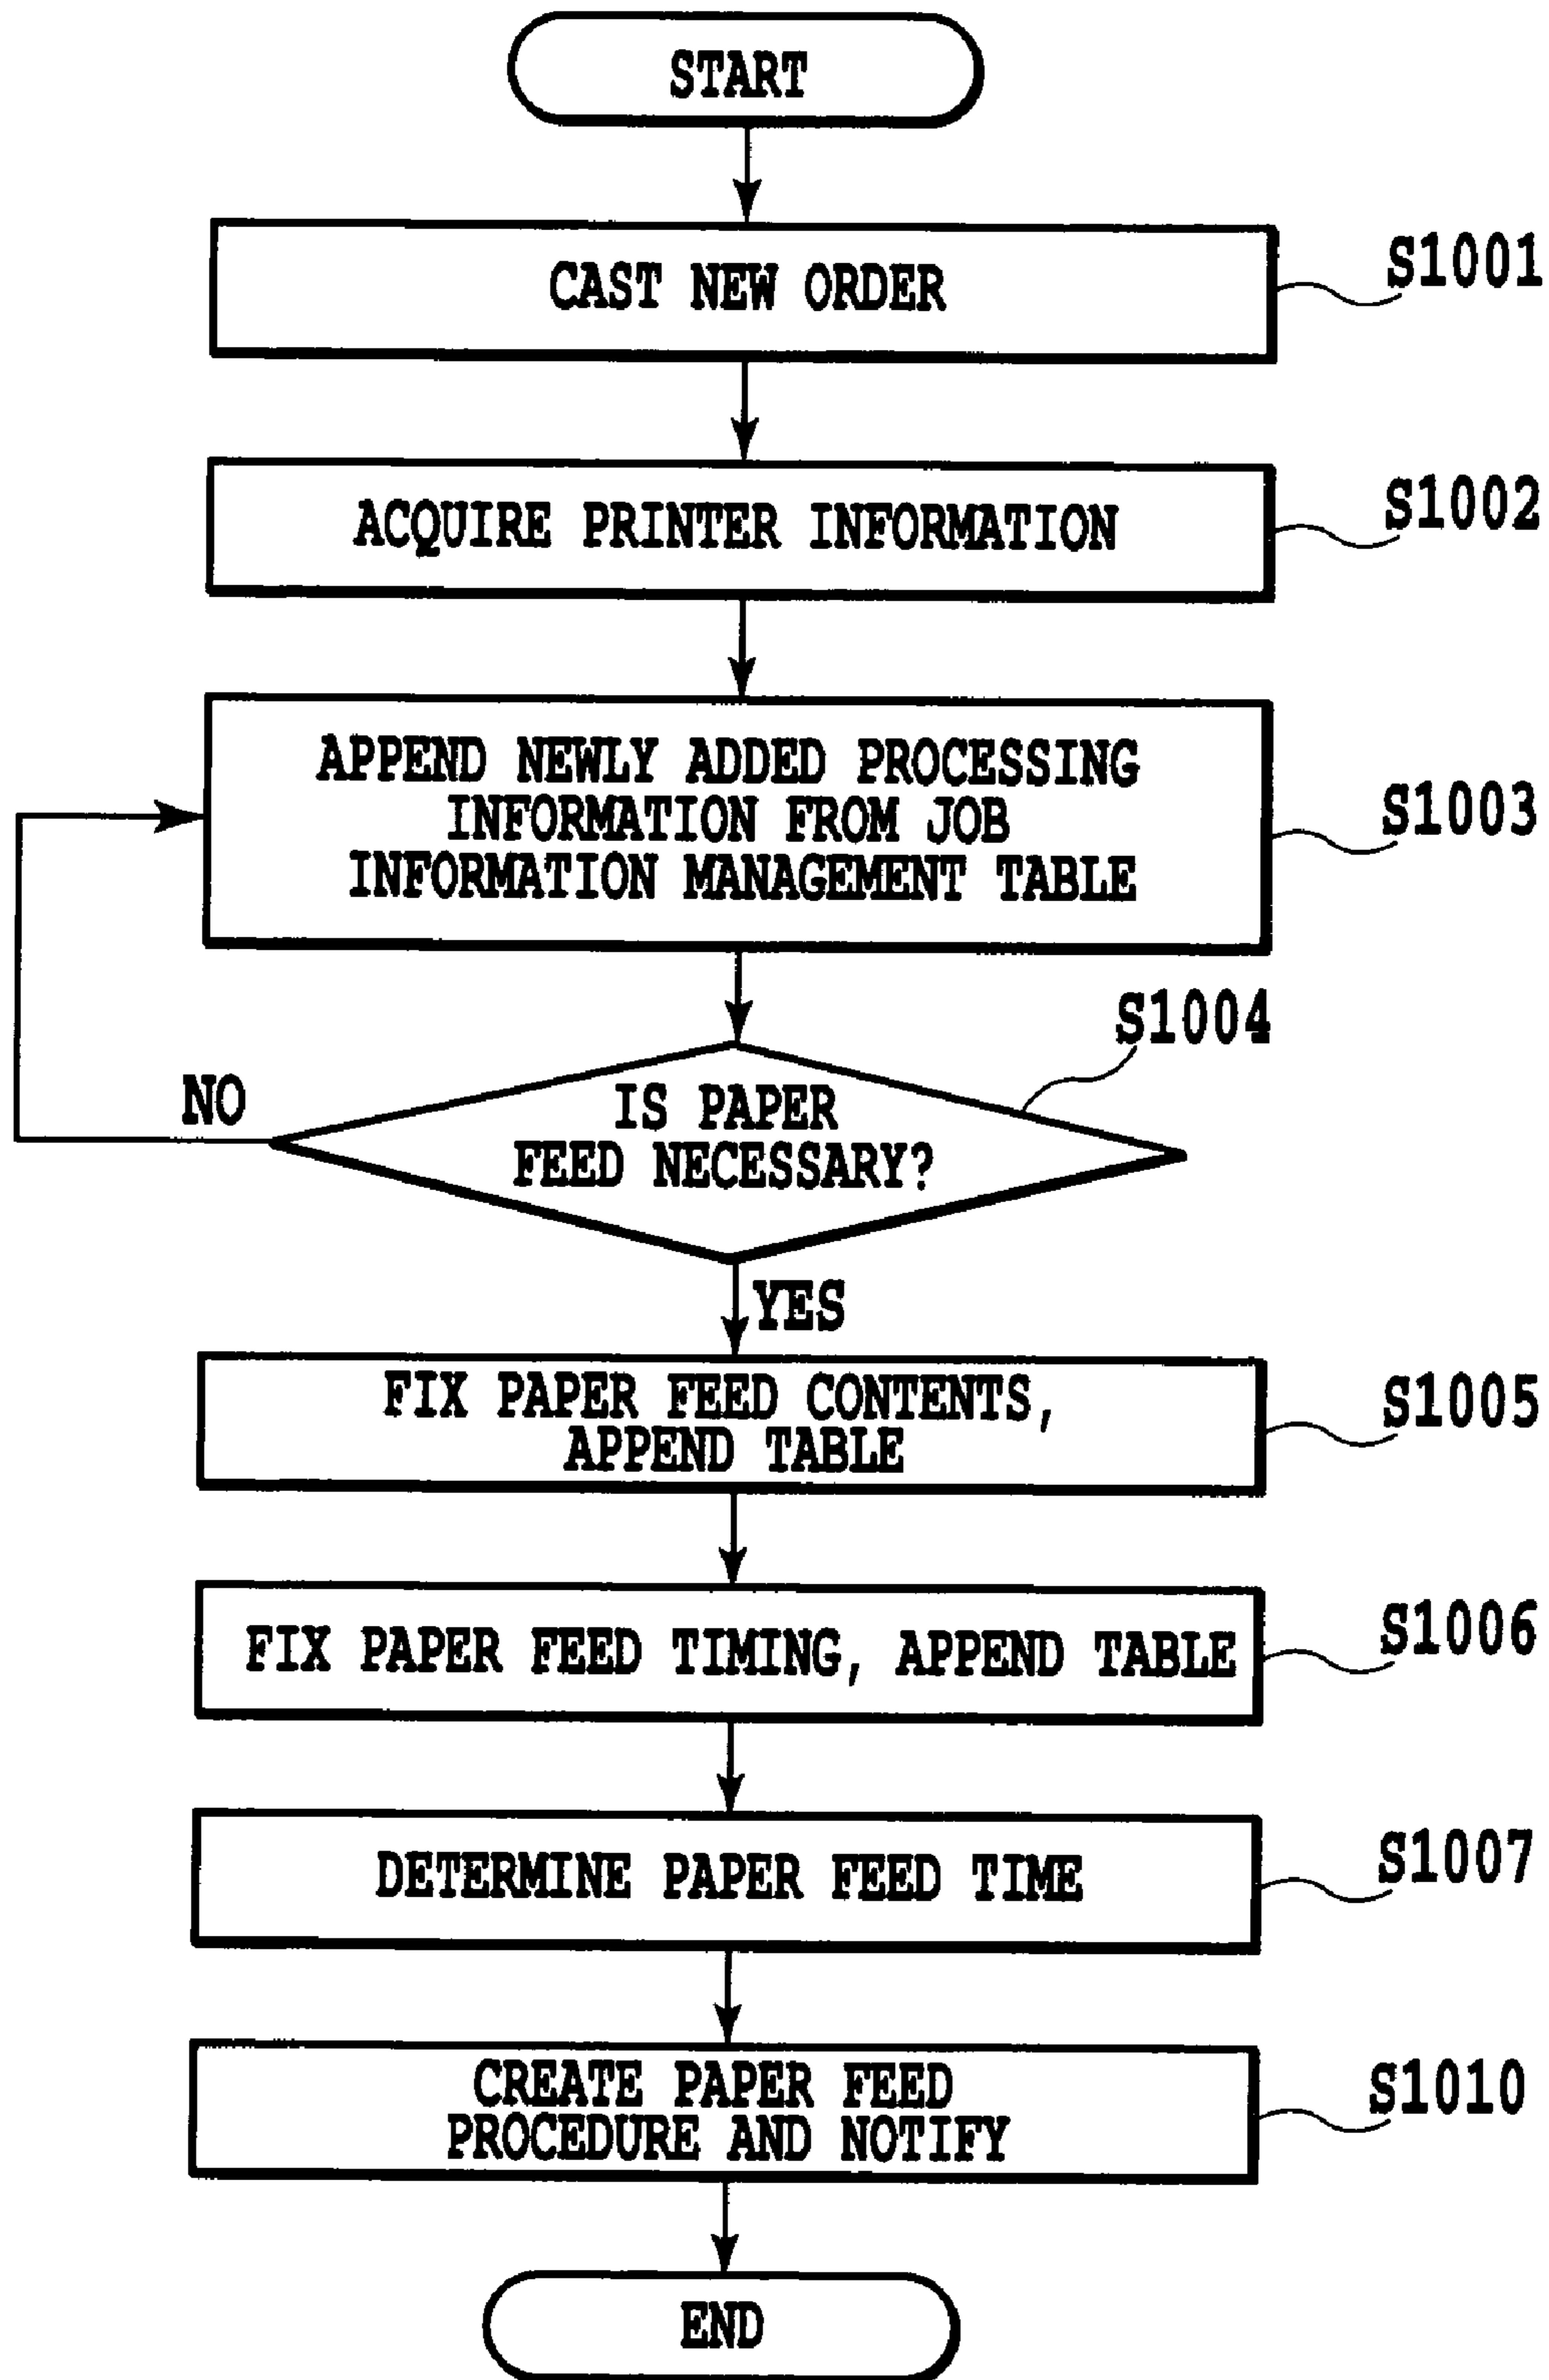 START
CAST NEW ORDER
S1001
ACQUIRE PRINTER INFORMATION
S1002
APPEND NEWLY ADDED PROCESSING
INFORMATION FROM JOB
INFORMATION MANAGEMENT TABLE
S1003
S1004
NO
IS PAPER
FEED NECESSARY?
YES
FIX PAPER FEED CONTENTS,
APPEND TABLE
S1005
FIX PAPER FEED TIMING, APPEND TABLE
S1006
DETERMINE PAPER FEED TIME
S1007
CREATE PAPER FEED
PROCEDURE AND NOTIFY
S1010
END